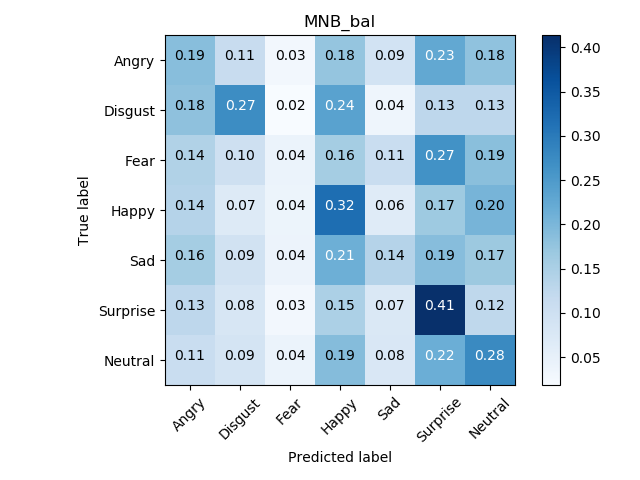 MNB_bal
Angry 0.19 0.11 0.03 0.18 0.09 0.23 0.18
Disgust 0.18 0.27 0.02 0.24 0.04 0.13 0.13
Fear 0.14 0.10 0.04 0.16 0.11 0.27 0.19
Happy 0.14 0.07 0.04 0.32 0.06 0.17 0.20
Sad 0.16 0.09 0.04 0.21 0.14 0.19 0.17
Surprise 0.13 0.08 0.03 0.15 0.07 0.41 0.12
Neutral 0.11 0.09 0.04 0.19 0.08 0.22 0.28
Angry Disgust Fear Happy Sad Surprise Neutral
Predicted label
True label
0.40
0.35
0.30
0.25
0.20
0.15
0.10
0.05